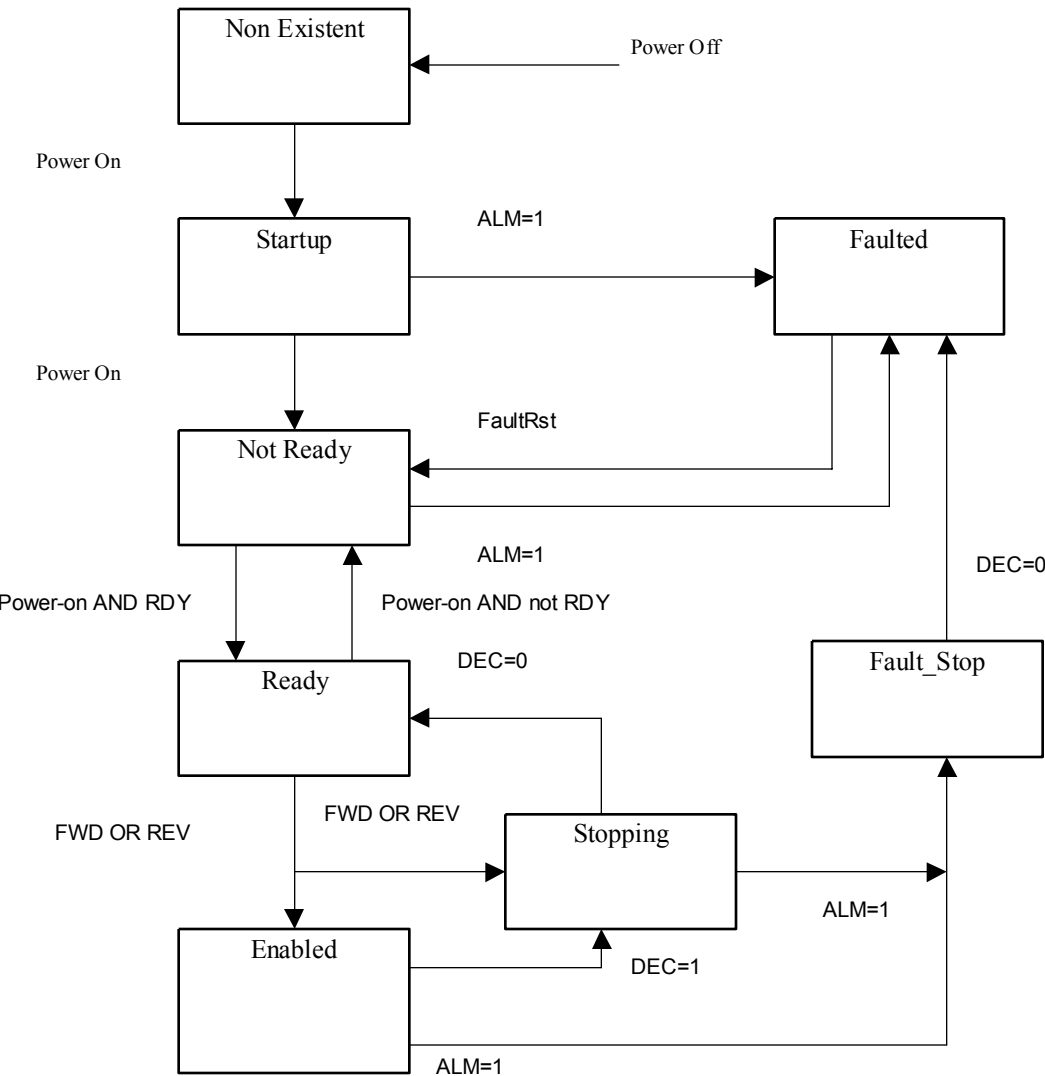 Non Existent
Power Off
Power On
ALM=1
Startup
Faulted
Power On
FaultRst
Not Ready
ALM=1
DEC=0
Power-on AND RDY
Power-on AND not RDY
DEC=0
Fault_Stop
Ready
FWD OR REV
FWD OR REV
Stopping
ALM=1
Enabled
DEC=1
ALM=1